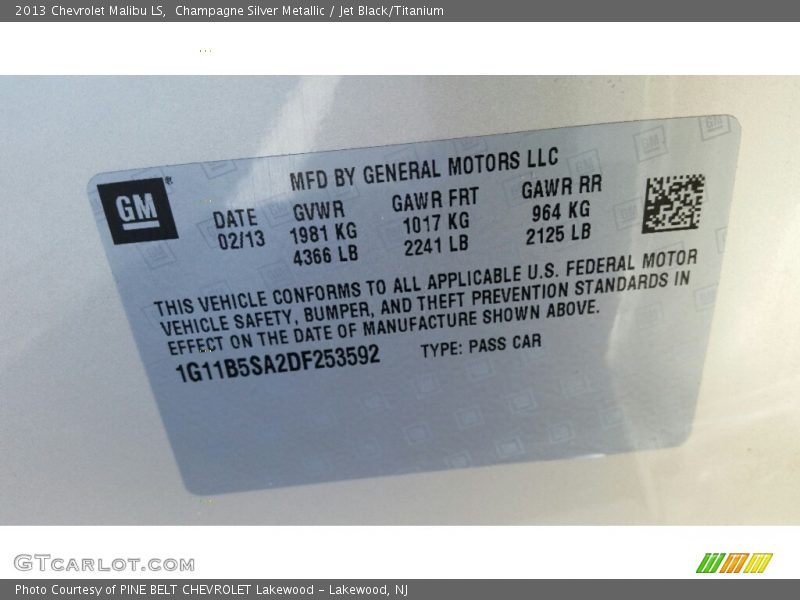 2013 Chevrolet Malibu LS,  Champagne Silver Metallic / Jet Black/Titanium
MFD BY GENERAL MOTORS LLC
GM®
DATE GVWR GAWR FRT GAWR RR
02/13 1981 KG 1017 KG 964 KG
4366 LB 2241 LB 2125 LB
THIS VEHICLE CONFORMS TO ALL APPLICABLE U.S. FEDERAL MOTOR
VEHICLE SAFETY, BUMPER, AND THEFT PREVENTION STANDARDS IN
EFFECT ON THE DATE OF MANUFACTURE SHOWN ABOVE.
1G11B5SA2DF253592 TYPE: PASS CAR
GTCARLOT.COM
Photo Courtesy of PINE BELT CHEVROLET Lakewood - Lakewood, NJ